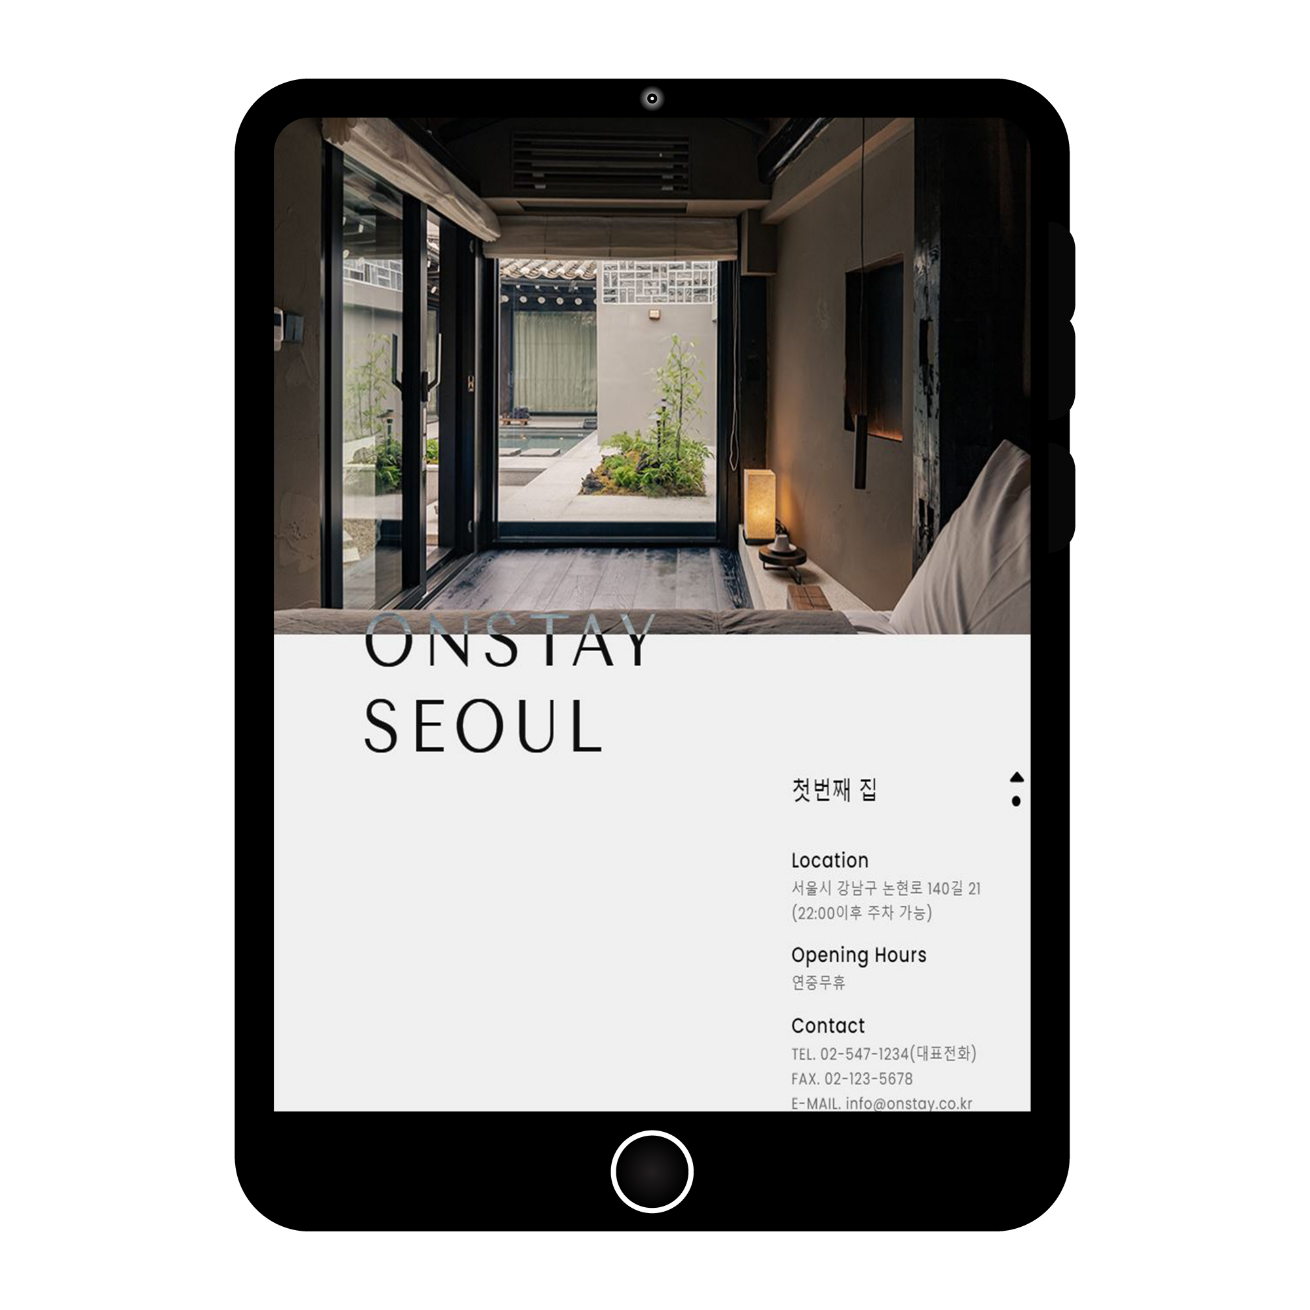 ONSTAY
SEOUL
첫번째 집
Location
서울시 강남구 논현로 140길 21
(22:00이후 주차 가능)
Opening Hours
연중무휴
Contact
TEL. 02-547-1234(대표전화)
FAX. 02-123-5678
E-MAIL. info@onstay.co.kr